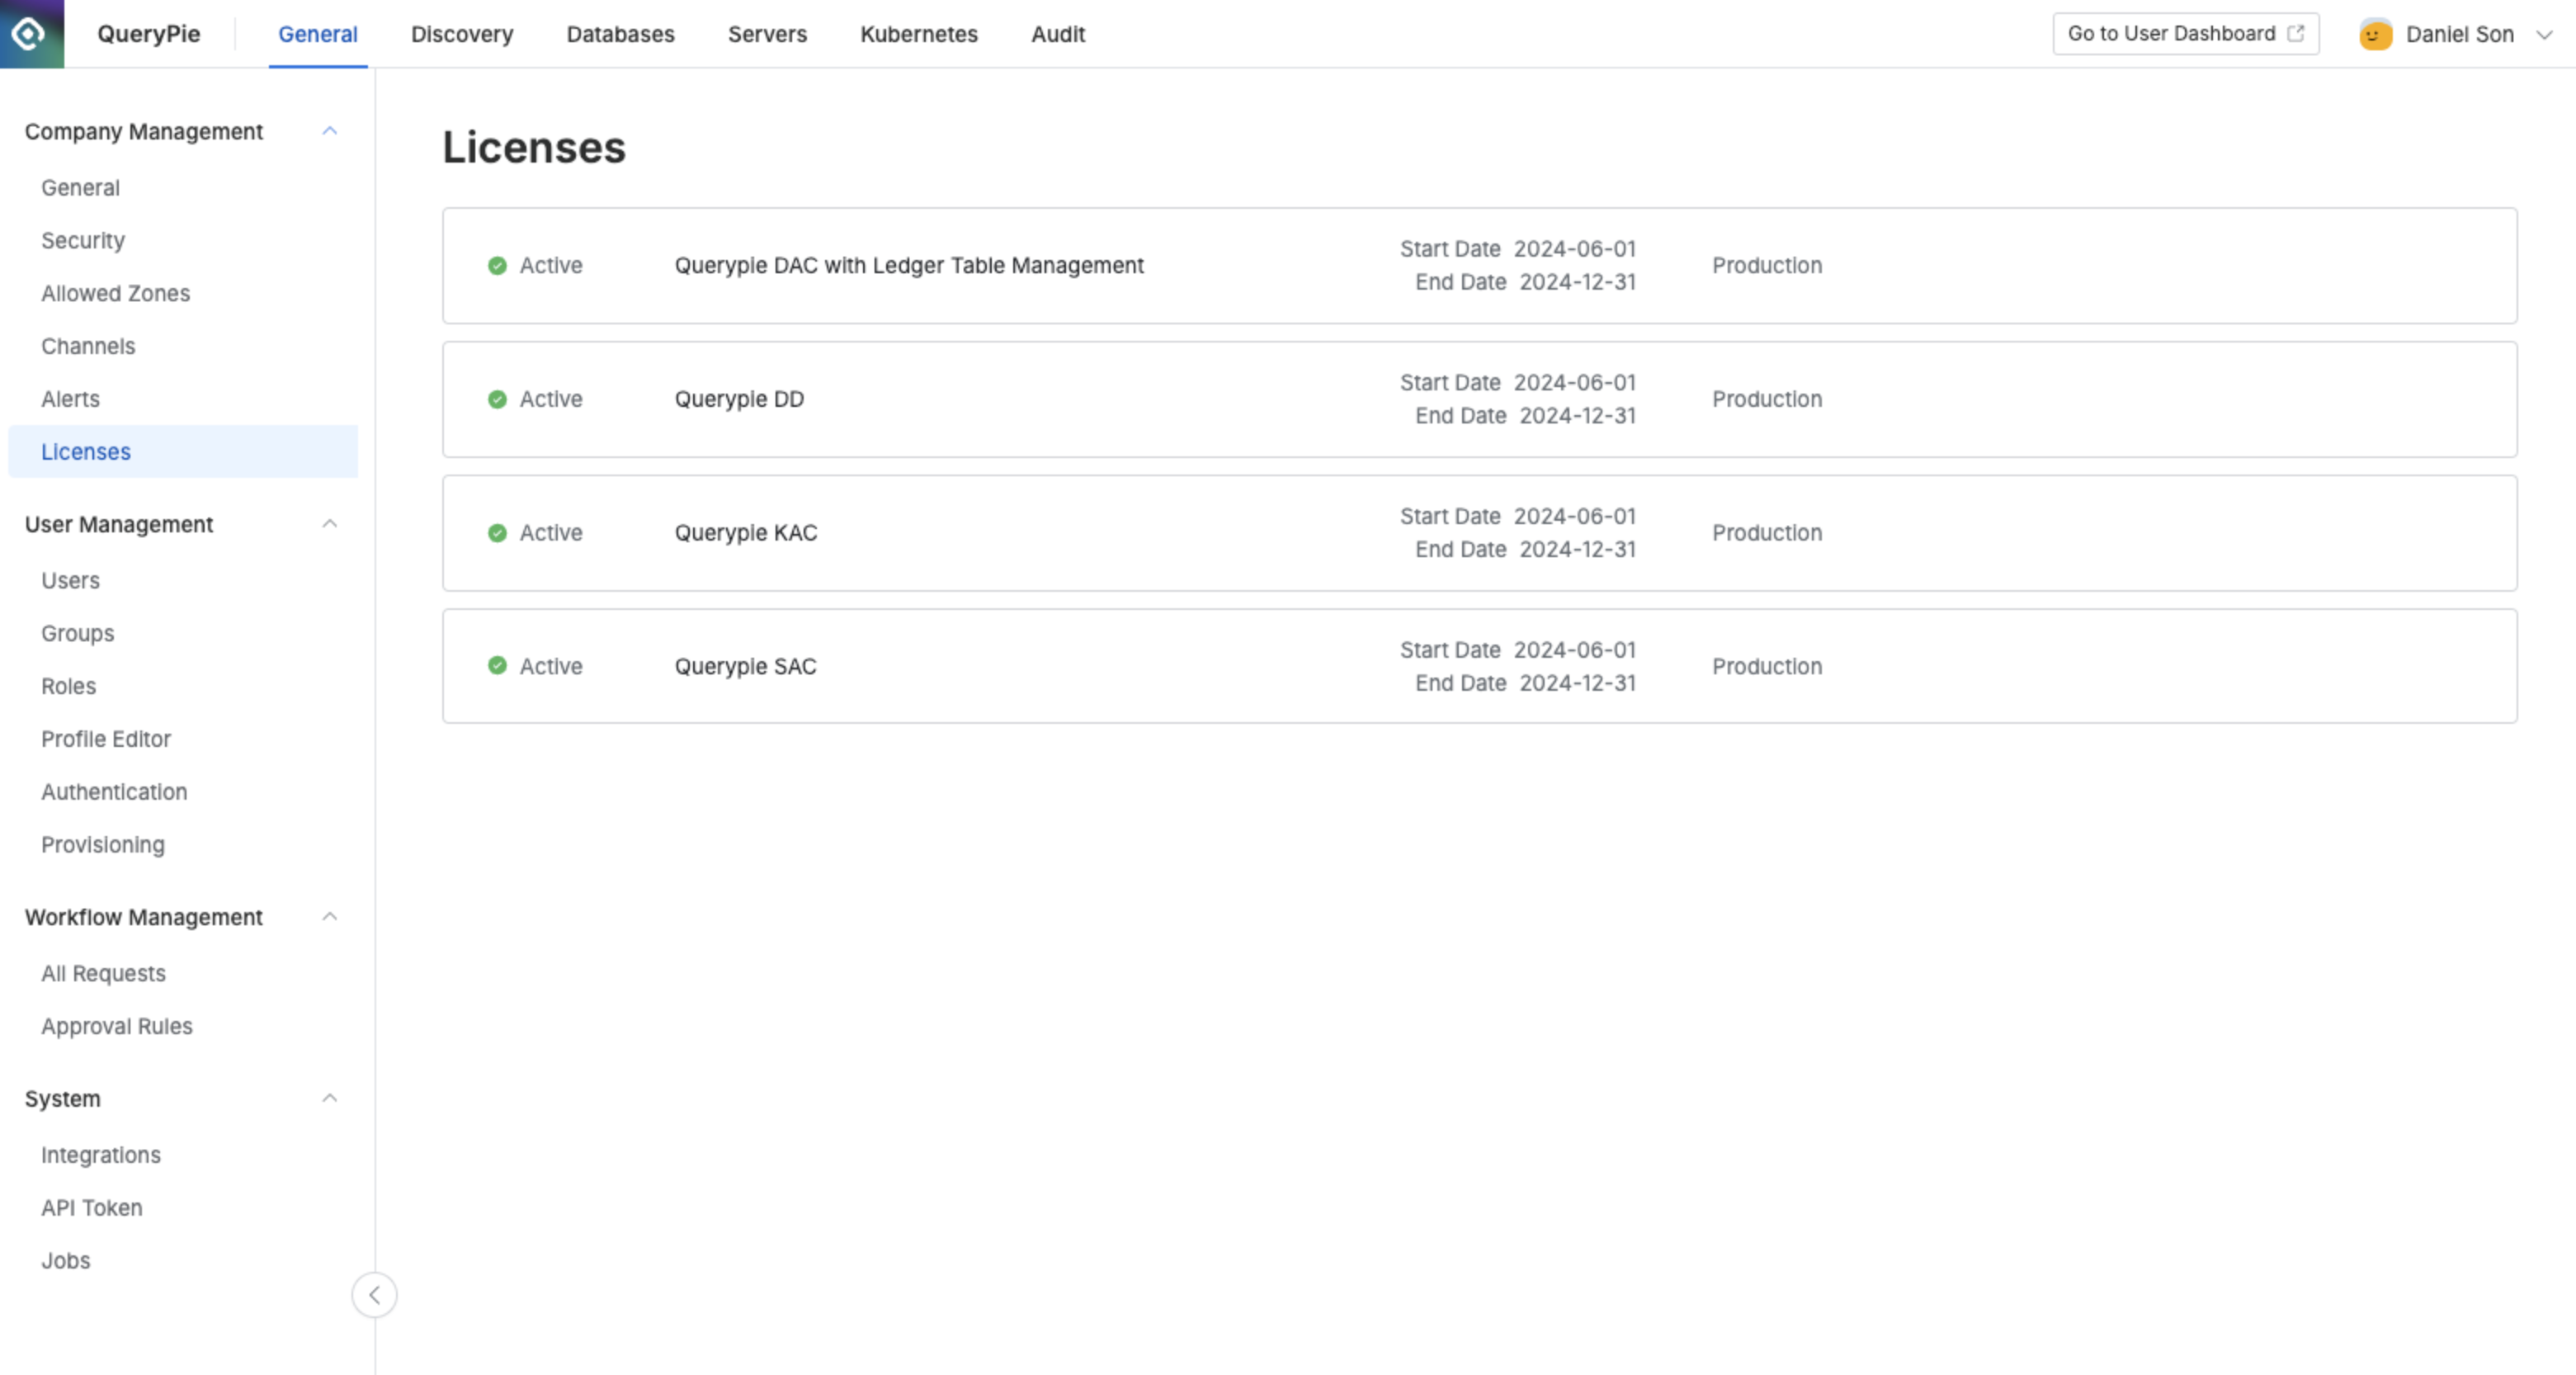 QueryPie
General
Discovery
Databases
Servers
Kubernetes
Audit
Go to User Dashboard
Daniel Son
Company Management
General
Security
Allowed Zones
Channels
Alerts
Licenses
User Management
Users
Groups
Roles
Profile Editor
Authentication
Provisioning
Workflow Management
All Requests
Approval Rules
System
Integrations
API Token
Jobs
Licenses
Active
Querypie DAC with Ledger Table Management
Start Date 2024-06-01
End Date 2024-12-31
Production
Active
Querypie DD
Start Date 2024-06-01
End Date 2024-12-31
Production
Active
Querypie KAC
Start Date 2024-06-01
End Date 2024-12-31
Production
Active
Querypie SAC
Start Date 2024-06-01
End Date 2024-12-31
Production